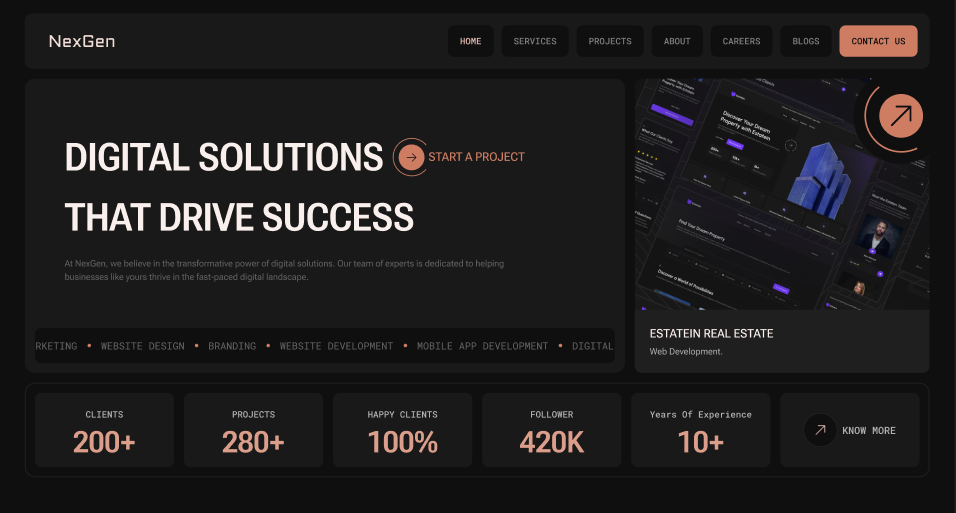 NexGen
HOME
SERVICES
PROJECTS
ABOUT
CAREERS
BLOGS
CONTACT US
DIGITAL SOLUTIONS
START A PROJECT
THAT DRIVE SUCCESS
At NexGen, we believe in the transformative power of digital solutions. Our team of experts is dedicated to helping
businesses like yours thrive in the fast-paced digital landscape.
RKETING • WEBSITE DESIGN • BRANDING • WEBSITE DEVELOPMENT • MOBILE APP DEVELOPMENT • DIGITAL
Discover Your Dream
Property with Estatein
Find Your Dream Property
Discover a World of Possibilities
ESTATEIN REAL ESTATE
Web Development.
CLIENTS
200+
PROJECTS
280+
HAPPY CLIENTS
100%
FOLLOWER
420K
Years Of Experience
10+
KNOW MORE